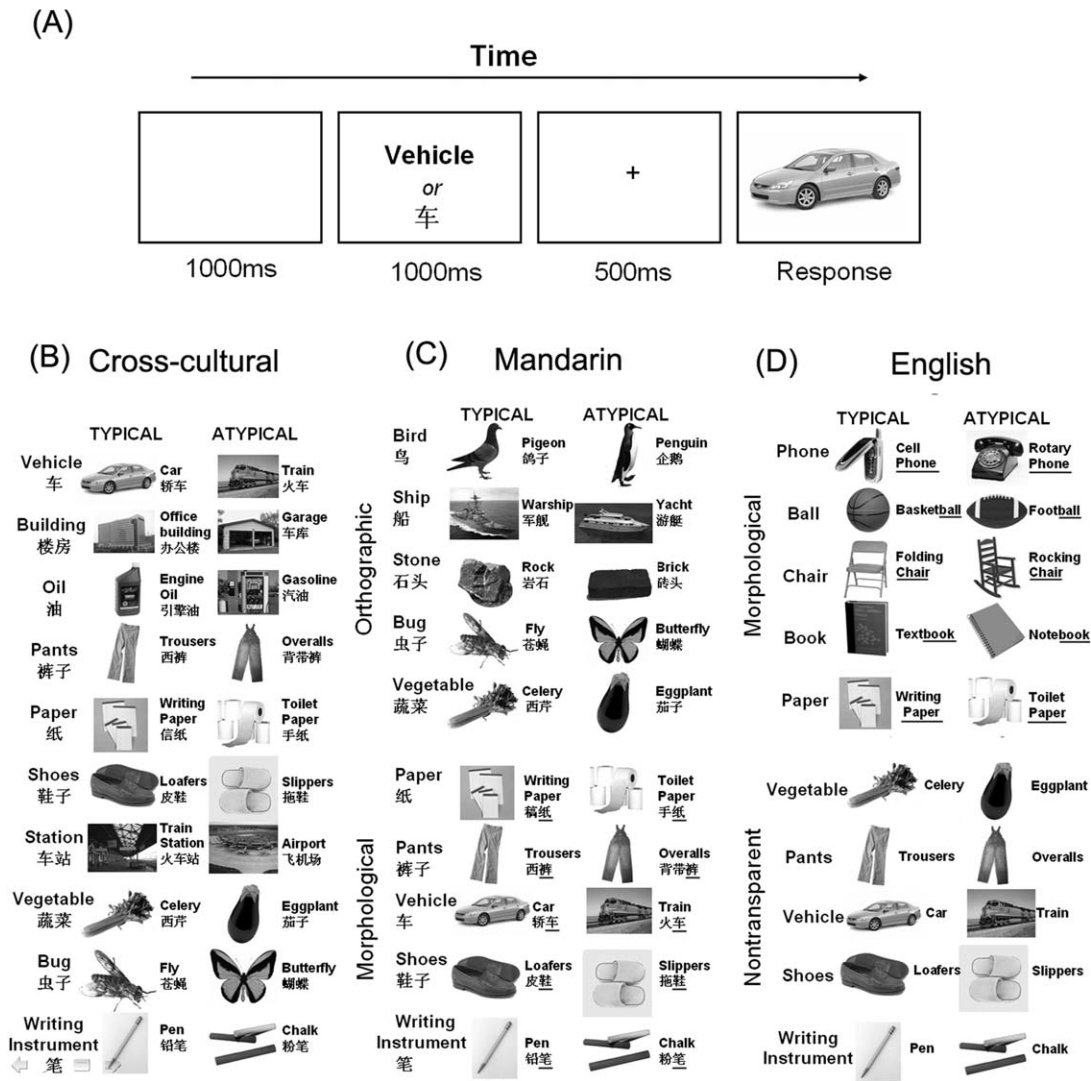 (A)
Time
Vehicle
or
车
+
1000ms
1000ms
500ms
Response
(B) Cross-cultural
TYPICAL ATYPICAL
Vehicle
车
Car
轿车
Train
火车
Building
楼房
Office
building
办公楼
Garage
车库
Oil
油
Engine
Oil
引擎油
Gasoline
汽油
Pants
裤子
Trousers
西裤
Overalls
背带裤
Paper
纸
Writing
Paper
信纸
Toilet
Paper
手纸
Shoes
鞋子
Loafers
皮鞋
Slippers
拖鞋
Station
车站
Train
Station
火车站
Airport
飞机场
Vegetable
蔬菜
Celery
西芹
Eggplant
茄子
Bug
虫子
Fly
苍蝇
Butterfly
蝴蝶
Writing
Instrument
笔
Pen
铅笔
Chalk
粉笔
(C) Mandarin
TYPICAL ATYPICAL
Orthographic
Bird
鸟
Pigeon
鸽子
Penguin
企鹅
Ship
船
Warship
军舰
Yacht
游艇
Stone
石头
Rock
岩石
Brick
砖头
Bug
虫子
Fly
苍蝇
Butterfly
蝴蝶
Vegetable
蔬菜
Celery
西芹
Eggplant
茄子
Morphological
Paper
纸
Writing
Paper
稿纸
Toilet
Paper
手纸
Pants
裤子
Trousers
西裤
Overalls
背带裤
Vehicle
车
Car
轿车
Train
火车
Shoes
鞋子
Loafers
皮鞋
Slippers
拖鞋
Writing
Instrument
笔
Pen
铅笔
Chalk
粉笔
(D) English
TYPICAL ATYPICAL
Morphological
Phone
Cell
Phone
Rotary
Phone
Ball
Basketball
Football
Chair
Folding
Chair
Rocking
Chair
Book
Textbook
Notebook
Paper
Writing
Paper
Toilet
Paper
Nontransparent
Vegetable
Celery
Eggplant
Pants
Trousers
Overalls
Vehicle
Car
Train
Shoes
Loafers
Slippers
Writing
Instrument
Pen
Chalk